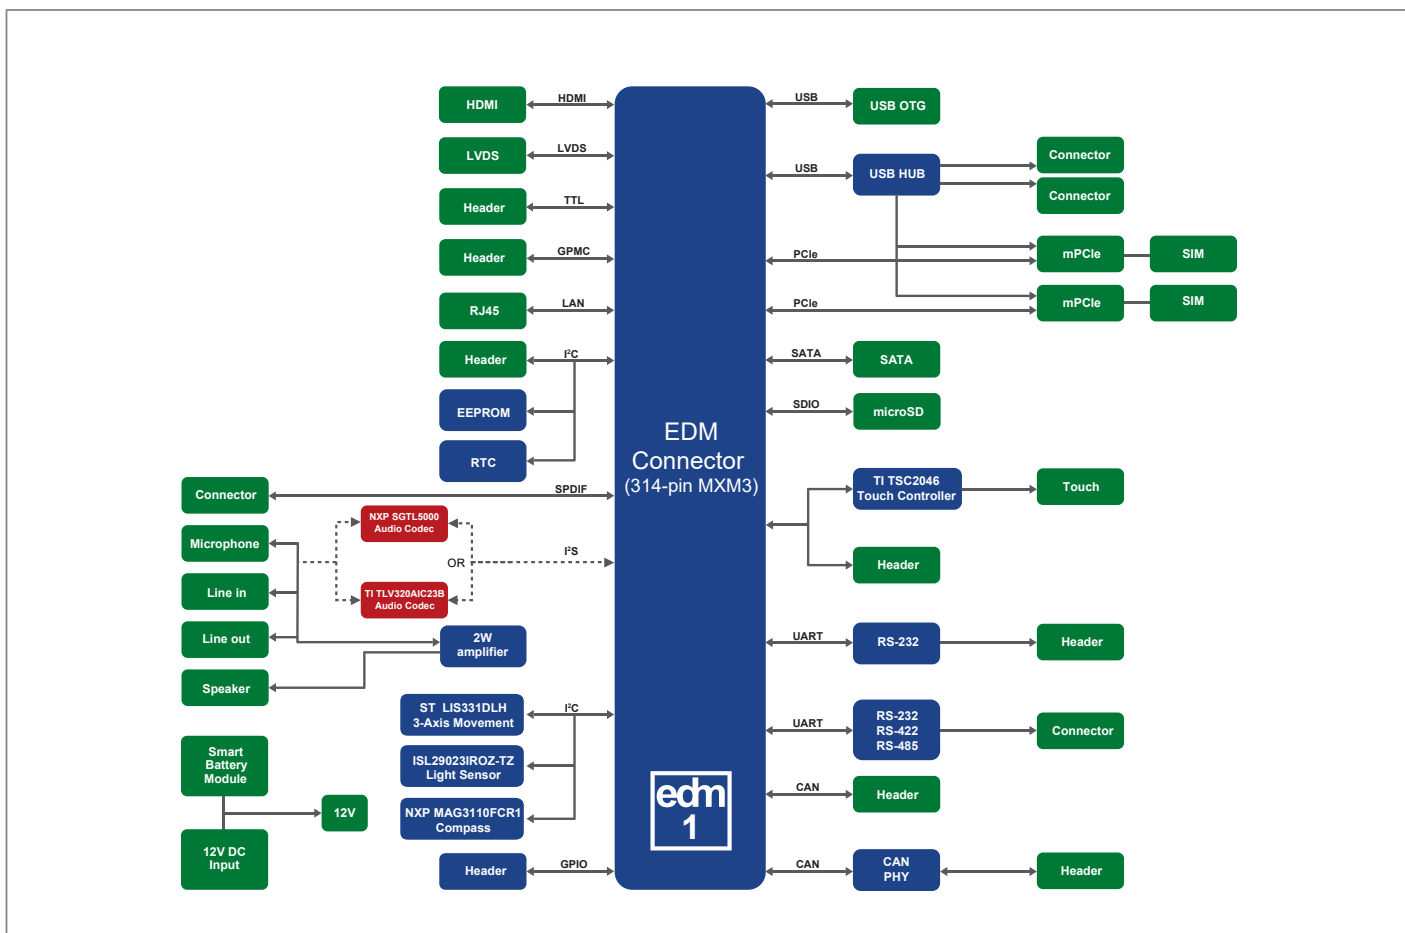 HDMI
HDMI
LVDS
LVDS
Header
TTL
Header
GPMC
RJ45
LAN
Header
I²C
EEPROM
RTC
Connector
SPDIF
NXP SGTL5000
Audio Codec
Microphone
OR
I²S
Line in
TI TLV320AIC23B
Audio Codec
Line out
2W
amplifier
Speaker
ST LIS331DLH
3-Axis Movement
I²C
ISL29023IROZ-TZ
Light Sensor
NXP MAG3110FCR1
Compass
Smart
Battery
Module
12V
12V DC
Input
Header
GPIO
EDM
Connector
(314-pin MXM3)
edm
1
USB
USB OTG
USB
USB HUB
Connector
Connector
PCIe
mPCIe
SIM
PCIe
mPCIe
SIM
SATA
SATA
SDIO
microSD
TI TSC2046
Touch Controller
Touch
Header
UART
RS-232
Header
UART
RS-232
RS-422
RS-485
Connector
CAN
Header
CAN
CAN
PHY
Header